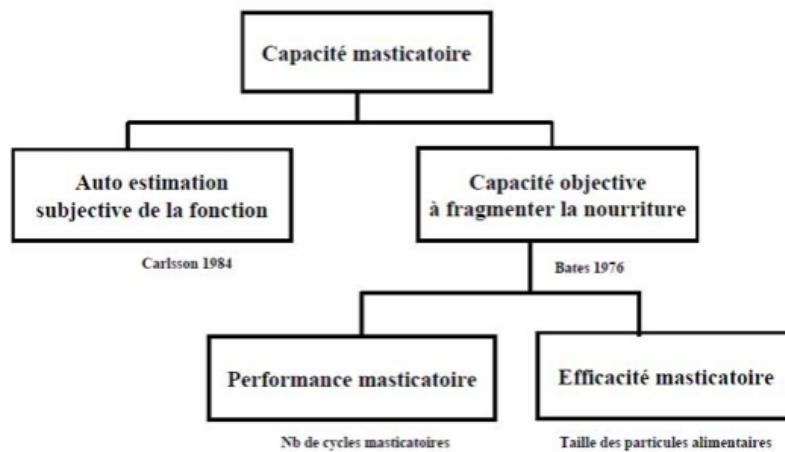 Capacité masticatoire
Auto estimation
subjective de la fonction
Capacité objective
à fragmenter la nourriture
Carlsson 1984
Bates 1976
Performance masticatoire
Efficacité masticatoire
Nb de cycles masticatoires
Taille des particules alimentaires